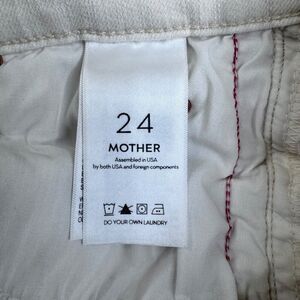 24
MOTHER
Assembled in USA
by both USA and foreign components
DO YOUR OWN LAUNDRY